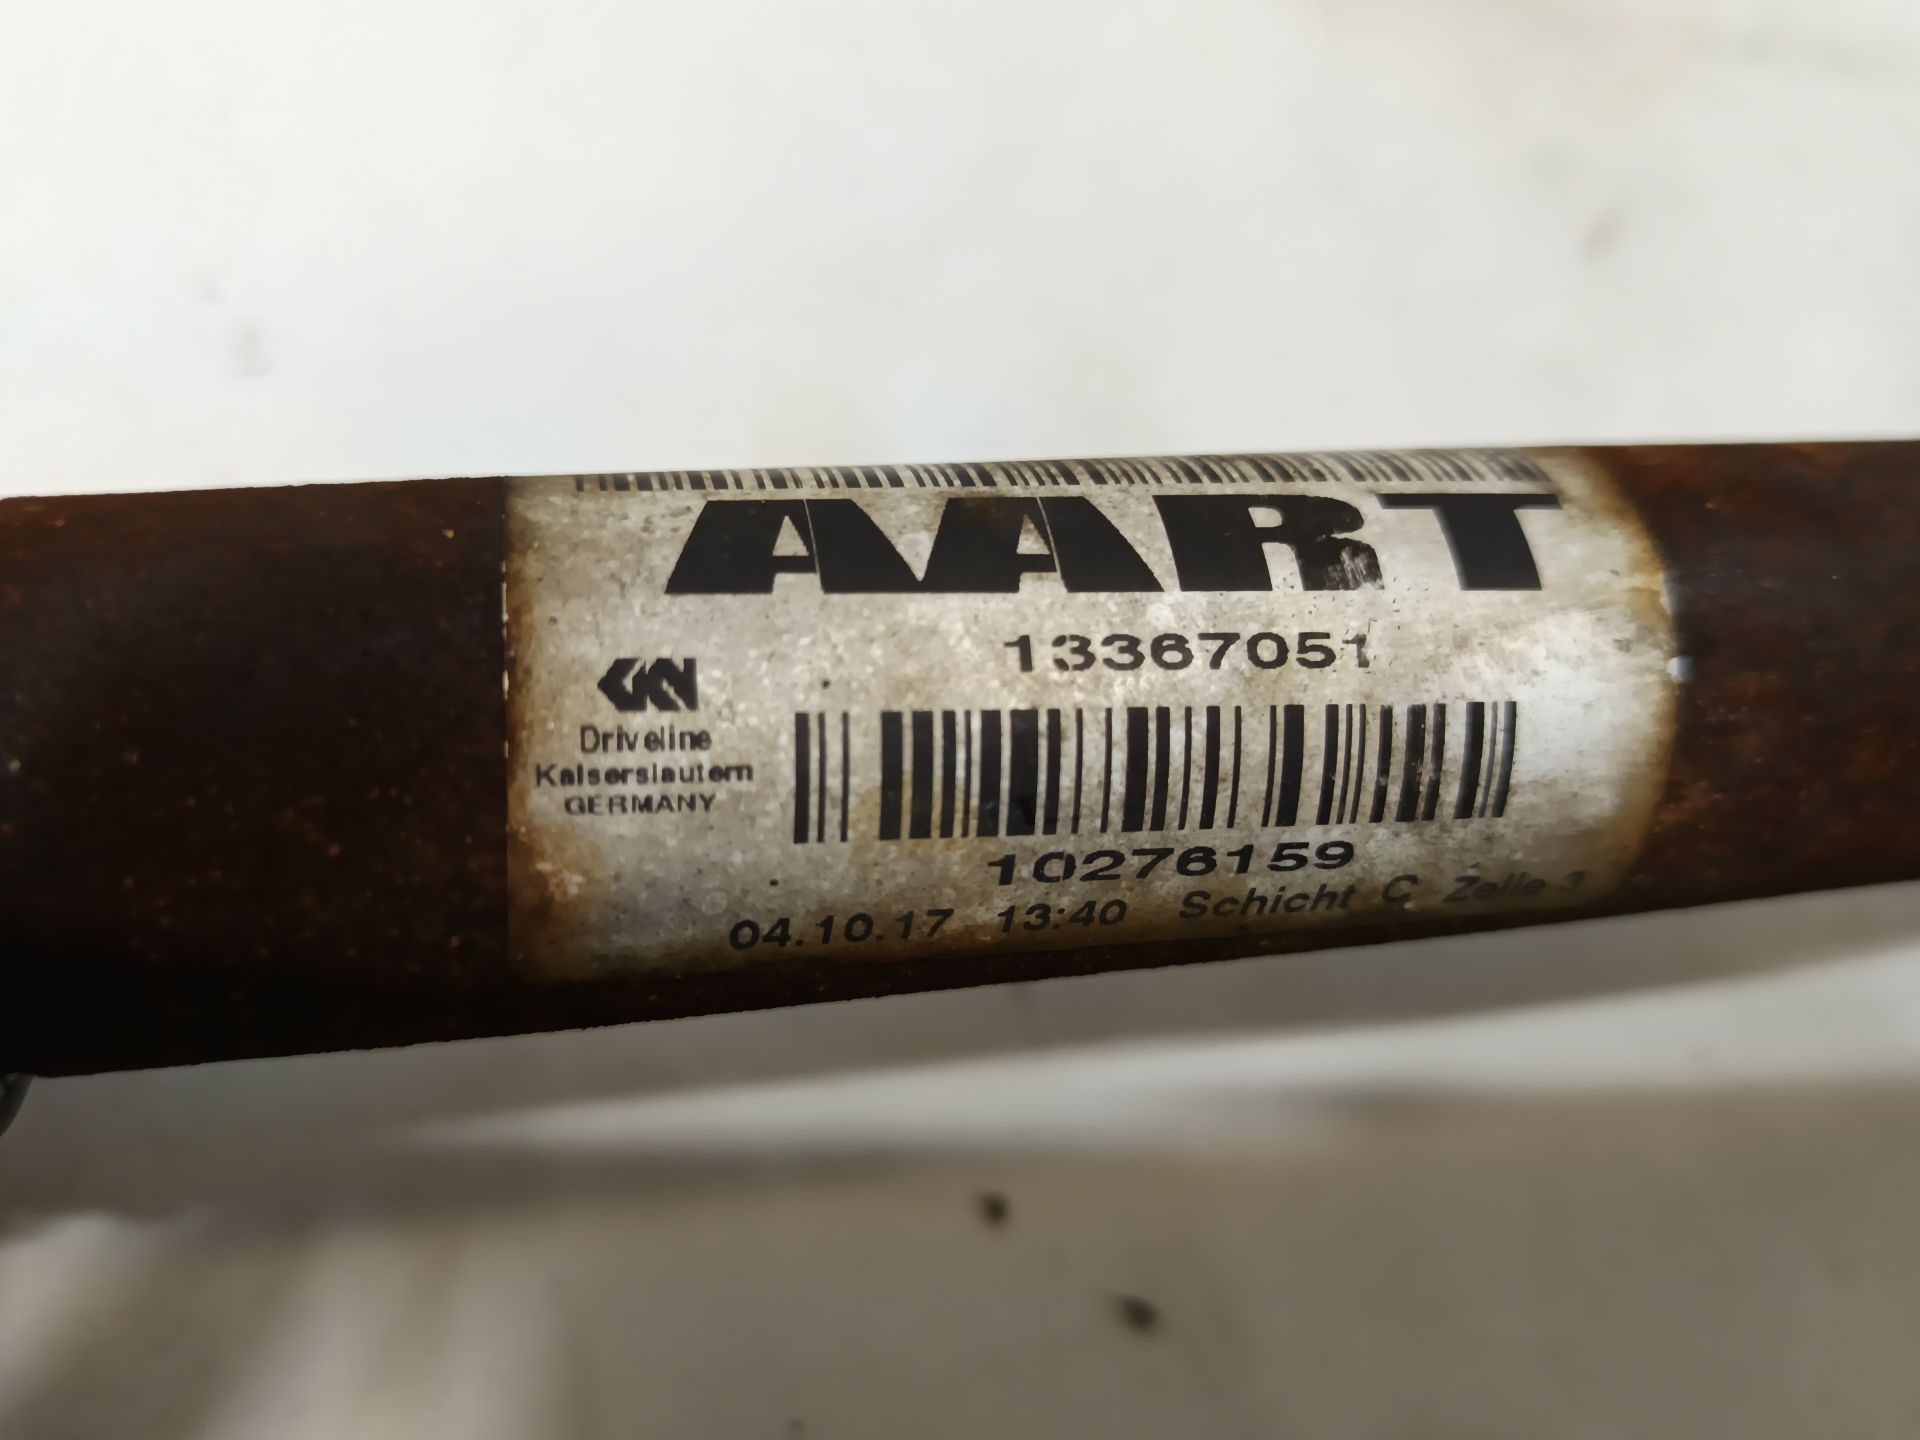 AART
13367051
GKN
Driveline
Kaiserslautern
GERMANY
10276159
04.10.17 13:40 Schicht C Zelle 3